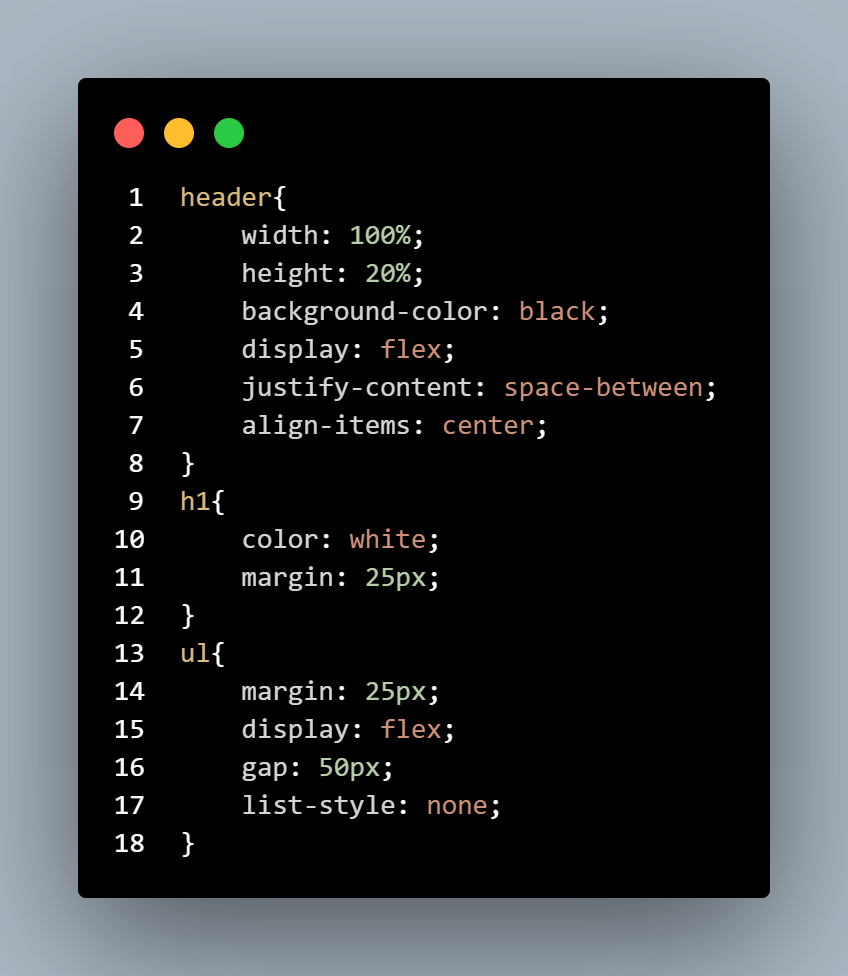 1 header{
2     width: 100%;
3     height: 20%;
4     background-color: black;
5     display: flex;
6     justify-content: space-between;
7     align-items: center;
8 }
9 h1{
10     color: white;
11     margin: 25px;
12 }
13 ul{
14     margin: 25px;
15     display: flex;
16     gap: 50px;
17     list-style: none;
18 }